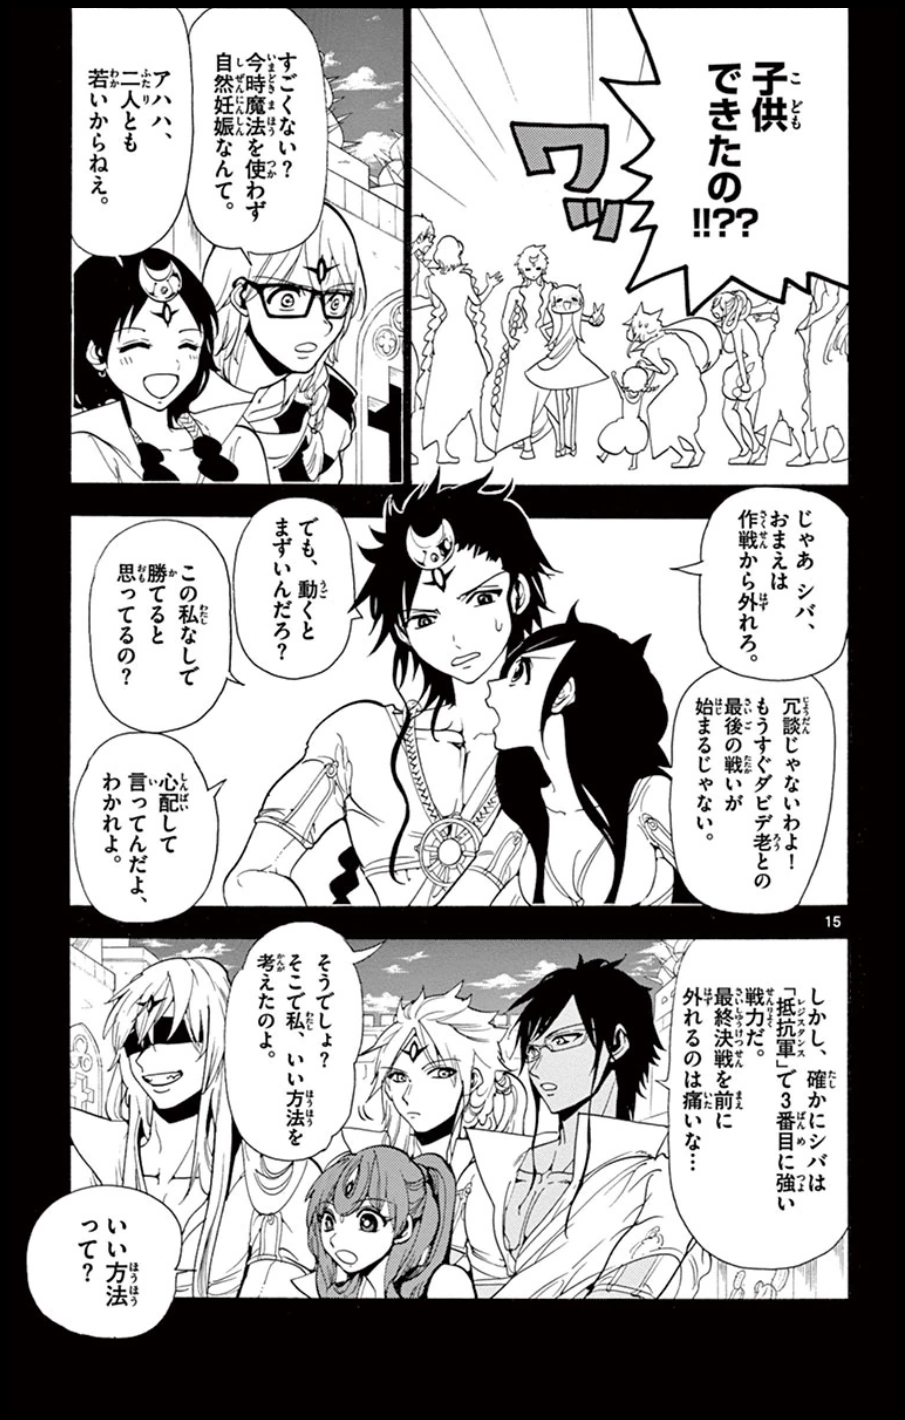 子供
できたの
!!??
ワッ
すごくない？
今時魔法を使わず
自然妊娠なんて。
アハハ、
二人とも
若いからねえ。
じゃあ シバ、
おまえは
作戦から外れろ。
冗談じゃないわよ！
もうすぐダビデ老との
最後の戦いが
始まるじゃない。
でも、動くと
まずいんだろ？
この私なしで
勝てると
思ってるの？
心配して
言ってんだよ、
わかれよ。
15
しかし、確かにシバは
「抵抗軍」で3番目に強い
戦力だ。
最終決戦を前に
外れるのは痛いな…
そうでしょ？
そこで私、いい方法を
考えたのよ。
いい方法
って？